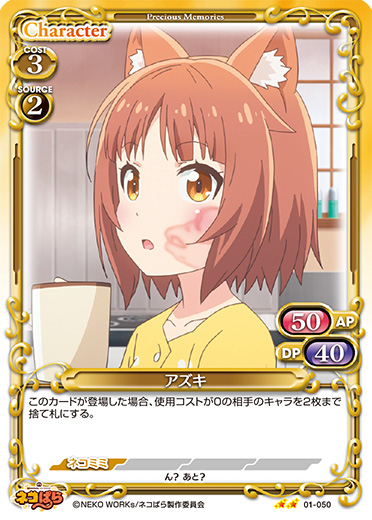 Precious Memories
Character
COST
3
SOURCE
2
50 AP
DP 40
アズキ
このカードが登場した場合、使用コストが0の相手のキャラを2枚まで
捨て札にする。
ネコミミ
ん? あと?
ネコぱら
©NEKO WORKs/ネコぱら製作委員会
01-050